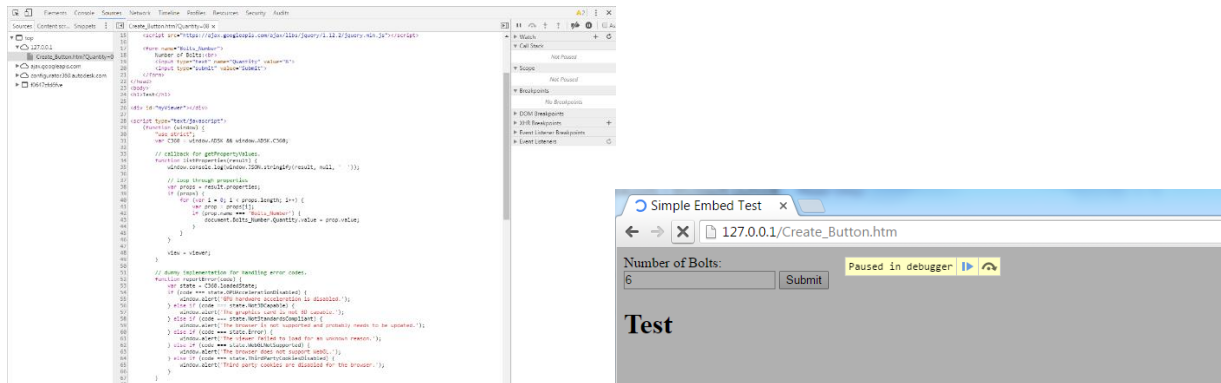 Elements Console Sources Network Timeline Profiles Resources Security Audits
Sources Content scr... Snippets
Create_Button.htm?Quantity=80 ×
top
127.0.0.1
Create_Button.htm?Quantity=8
ajax.googleapis.com
configurator360.autodesk.com
<script src="https://ajax.googleapis.com/ajax/libs/jquery/1.12.2/jquery.min.js"></script>
<form name="Bolts_Number">
Number of Bolts:<br>
<input type="text" name="Quantity" value="6">
<input type="submit" value="Submit">
</form>
</head>
<body>
<h1>Test</h1>
<div id="myViewer"></div>
<script type="text/javascript">
(function (window) {
"use strict";
var C360 = window.ADSK && window.ADSK.C360;
// callback for getPropertyValues.
function listProperties(result) {
window.console.log(window.JSON.stringify(result, null, ' '));
// loop through properties
var props = result.properties;
if (props) {
for (var i = 0; i < props.length; i++) {
var prop = props[i];
if (prop.name === 'Bolts_Number') {
document.Bolts_Number.Quantity.value = prop.value;
}
}
}
view = viewer;
}
// dummy implementation for handling error codes.
function reportError(code) {
var state = C360.loadedState;
if (code === state.GPUAccelerationDisabled) {
window.alert('GPU hardware acceleration is disabled.');
} else if (code === state.Not3DCapable) {
window.alert('The graphics card is not 3D capable.');
} else if (code === state.NotStandardsCompliant) {
window.alert('The browser is not supported and probably needs to be updated.');
} else if (code === state.Error) {
window.alert('The viewer failed to load for an unknown reason.');
} else if (code === state.WebGLNotSupported) {
window.alert('The browser does not support WebGL.');
} else if (code === state.ThirdPartyCookiesDisabled) {
window.alert('Third party cookies are disabled for the browser.');
}
}
Watch
Call Stack
Not Paused
Scope
Not Paused
Breakpoints
No Breakpoints
DOM Breakpoints
XHR Breakpoints
Event Listener Breakpoints
Event Listeners
Simple Embed Test ×
127.0.0.1/Create_Button.htm
Number of Bolts:
6 Submit
Paused in debugger
Test